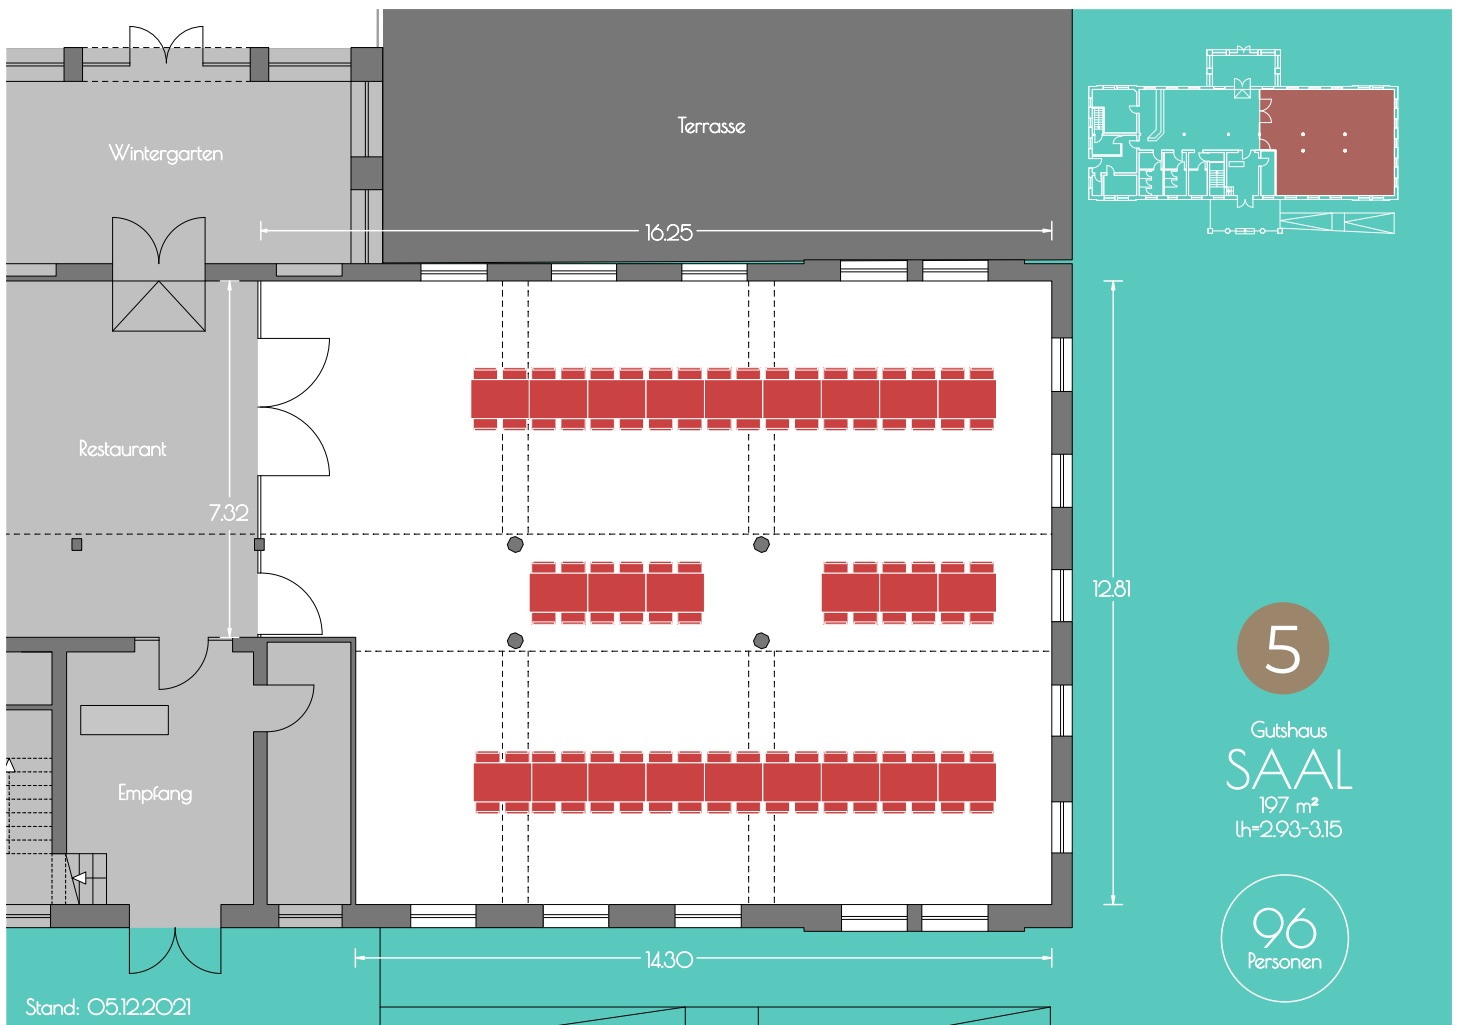 Terrasse
Wintergarten
16.25
Restaurant
7.32
12.81
5
Gutshaus
SAAL
197 m²
lh=2.93-3.15
Empfang
96
Personen
14.30
Stand: 05.12.2021